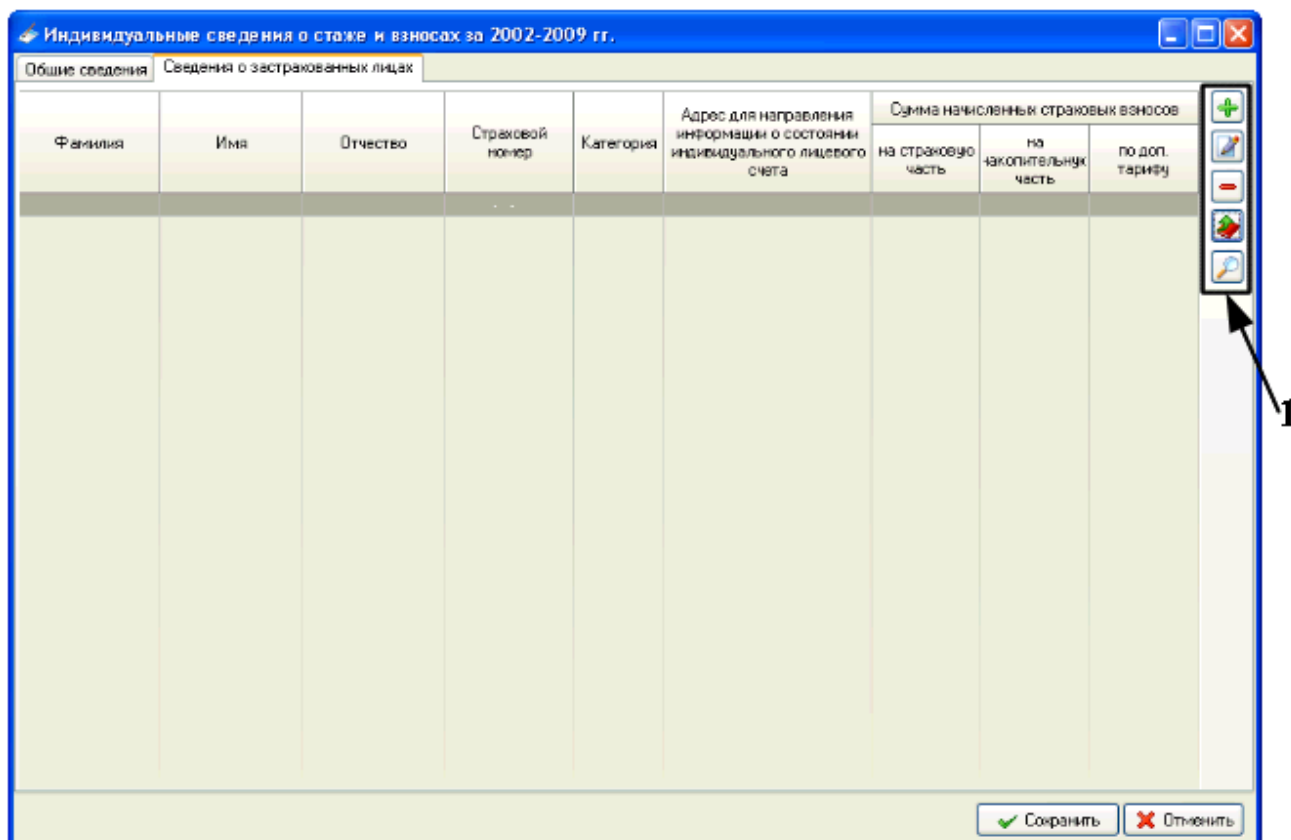 Индивидуальные сведения о стаже и взносах за 2002-2009 гг.
Общие сведения Сведения о застрахованных лицах
Фамилия
Имя
Отчество
Страховой
номер
Категория
Адрес для направления
информации о состоянии
индивидуального лицевого
счета
Сумма начисленных страховых взносов
на страховую
часть
на
накопительную
часть
по доп.
тарифу
1
Сохранить
Отменить